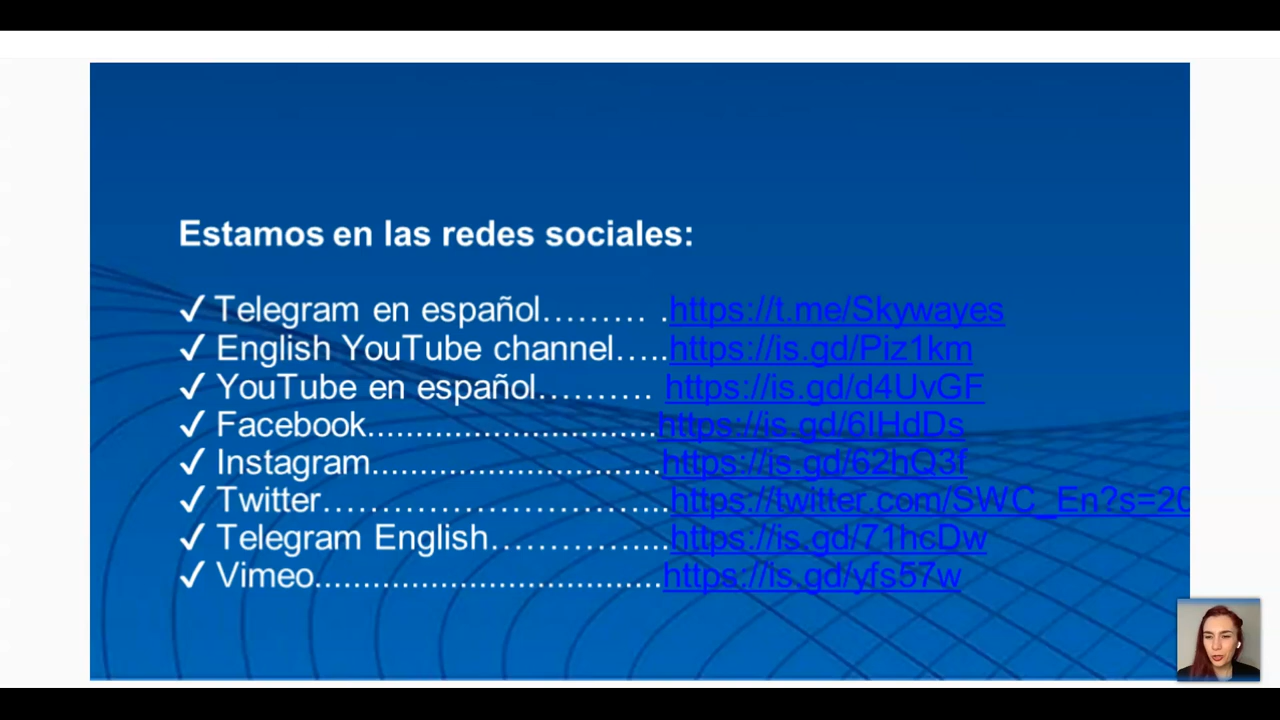 Estamos en las redes sociales:
✓ Telegram en español……… .https://t.me/Skywayes
✓ English YouTube channel…..https://is.gd/Piz1km
✓ YouTube en español………. https://is.gd/d4UvGF
✓ Facebook..............................https://is.gd/6IHdDs
✓ Instagram..............................https://is.gd/62hQ3f
✓ Twitter………………………...https://twitter.com/SWC_En?s=20
✓ Telegram English…………....https://is.gd/71hcDw
✓ Vimeo....................................https://is.gd/yfs57w